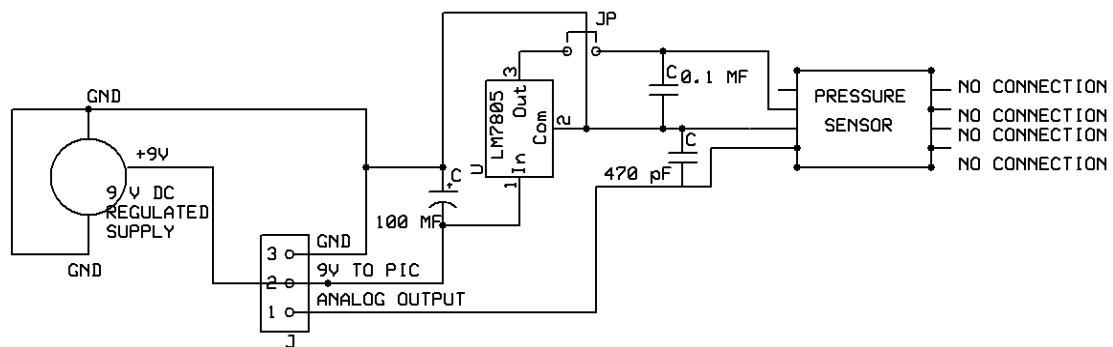 JP
C
0.1 MF
3
Out
LM7805
Com
2
In
1
U
PRESSURE
SENSOR
NO CONNECTION
NO CONNECTION
NO CONNECTION
NO CONNECTION
C
470 pF
GND
+9V
9 V DC
REGULATED
SUPPLY
GND
+C
100 MF
3
GND
2
9V TO PIC
1
ANALOG OUTPUT
J